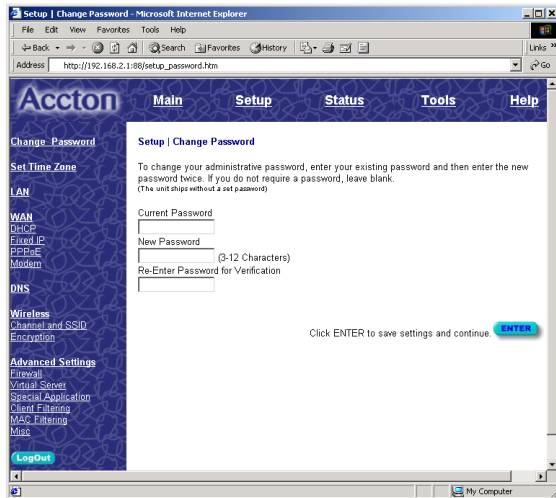 Setup | Change Password - Microsoft Internet Explorer
File Edit View Favorites Tools Help
Back Search Favorites History Links »
Address http://192.168.2.1:88/setup_password.htm Go
Accton Main Setup Status Tools Help
Change Password
Set Time Zone
LAN
WAN
DHCP
Fixed IP
PPPoE
Modem
DNS
Wireless
Channel and SSID
Encryption
Advanced Settings
Firewall
Virtual Server
Special Application
Client Filtering
MAC Filtering
Misc
LogOut
Setup | Change Password
To change your administrative password, enter your existing password and then enter the new
password twice. If you do not require a password, leave blank.
(The unit ships without a set password)
Current Password
New Password
(3-12 Characters)
Re-Enter Password for Verification
Click ENTER to save settings and continue. ENTER
My Computer